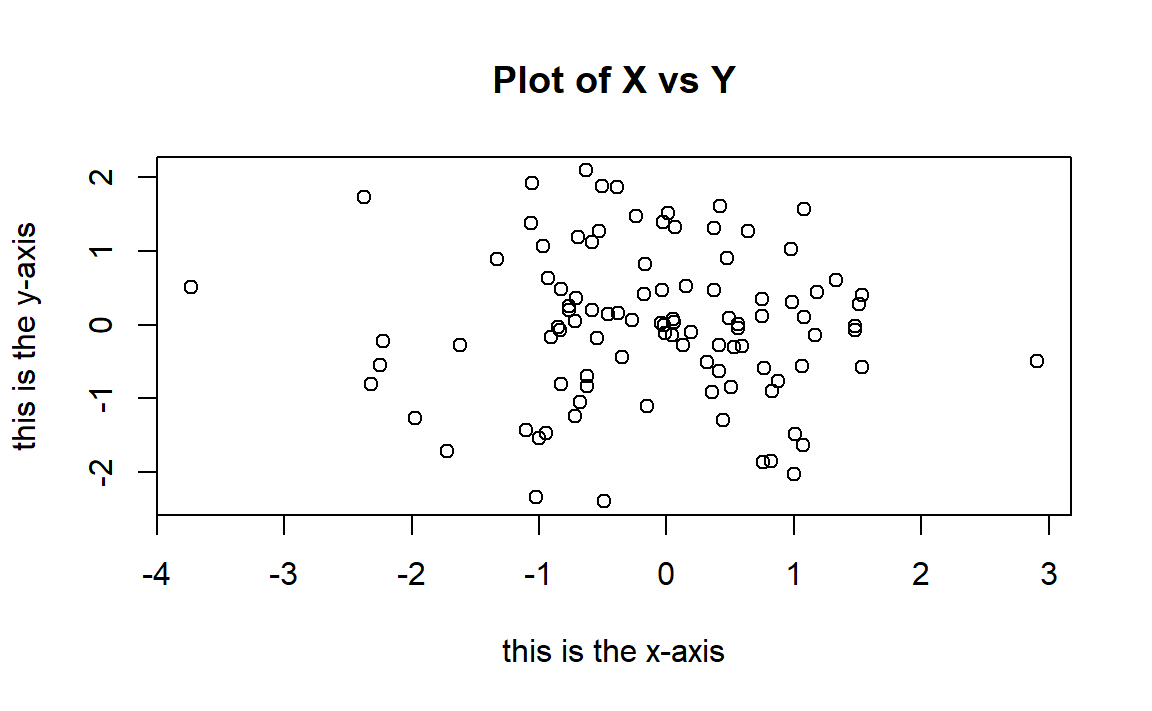 Plot of X vs Y
this is the y-axis
2
1
0
-1
-2
-4 -3 -2 -1 0 1 2 3
this is the x-axis